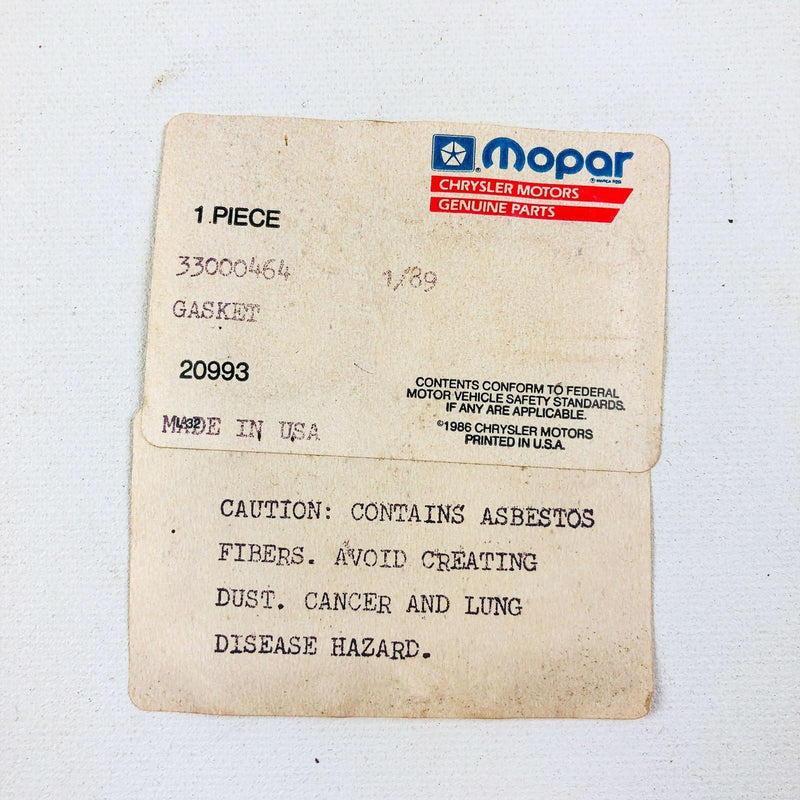 Mopar
CHRYSLER MOTORS
GENUINE PARTS
1 PIECE
33000464 1/89
GASKET
20993
CONTENTS CONFORM TO FEDERAL
MOTOR VEHICLE SAFETY STANDARDS.
IF ANY ARE APPLICABLE.
©1986 CHRYSLER MOTORS
PRINTED IN U.S.A.
MADE IN USA
CAUTION: CONTAINS ASBESTOS
FIBERS. AVOID CREATING
DUST. CANCER AND LUNG
DISEASE HAZARD.